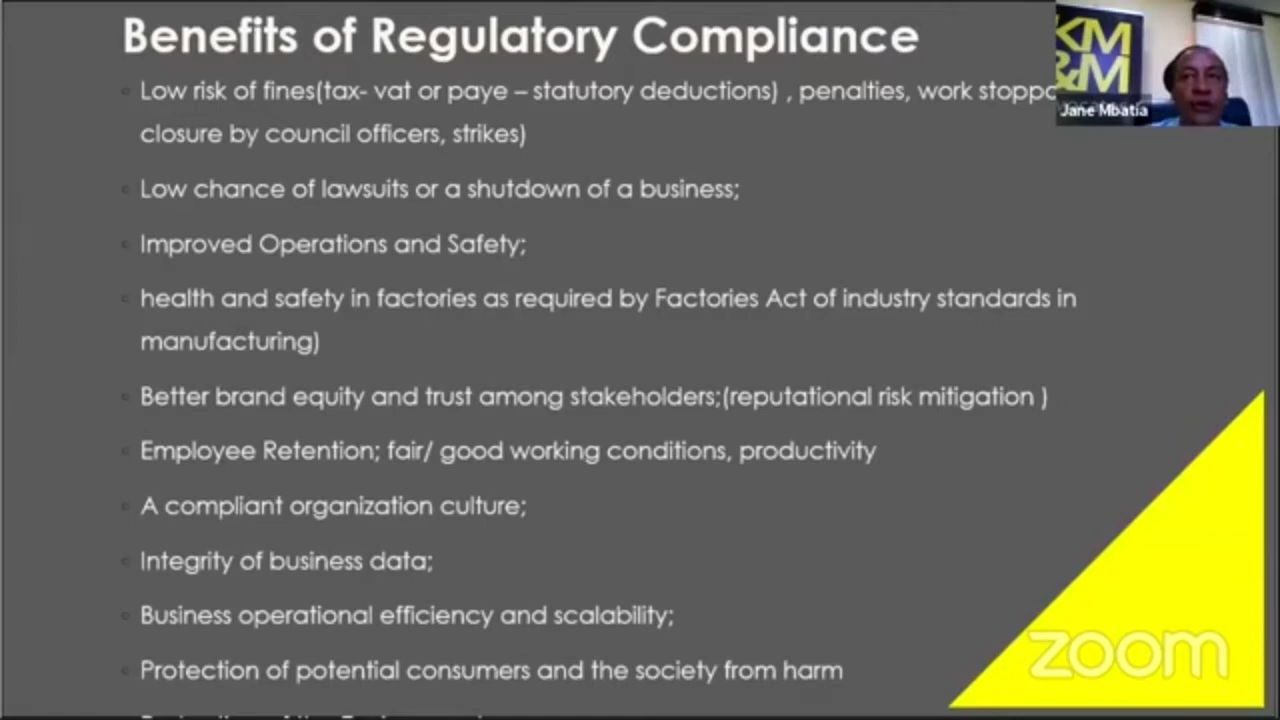 Benefits of Regulatory Compliance
Low risk of fines(tax- vat or paye – statutory deductions) , penalties, work stoppa
closure by council officers, strikes)
Low chance of lawsuits or a shutdown of a business;
Improved Operations and Safety;
health and safety in factories as required by Factories Act of industry standards in
manufacturing)
Better brand equity and trust among stakeholders;(reputational risk mitigation )
Employee Retention; fair/ good working conditions, productivity
A compliant organization culture;
Integrity of business data;
Business operational efficiency and scalability;
Protection of potential consumers and the society from harm
KM
&M
Jane Mbatia
zoom